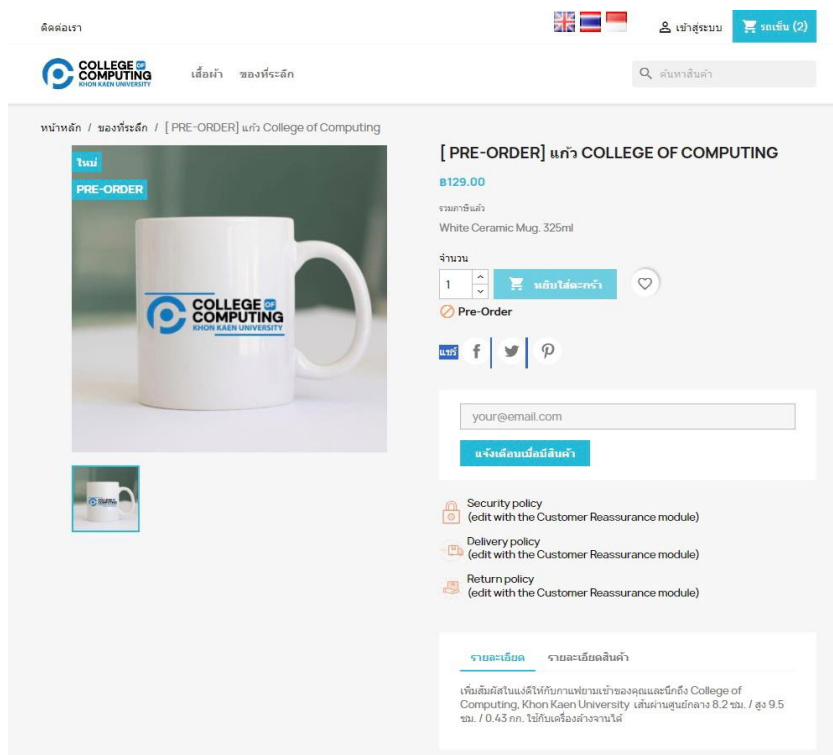 ติดต่อเรา
เข้าสู่ระบบ
รถเข็น (2)
COLLEGE OF
COMPUTING
KHON KAEN UNIVERSITY
เสื้อผ้า ของที่ระลึก
ค้นหาสินค้า
หน้าหลัก / ของที่ระลึก / [ PRE-ORDER] แก้ว College of Computing
ใหม่
PRE-ORDER
COLLEGE OF
COMPUTING
KHON KAEN UNIVERSITY
[ PRE-ORDER] แก้ว COLLEGE OF COMPUTING
฿129.00
รวมภาษีแล้ว
White Ceramic Mug. 325ml
จำนวน
1
หยิบใส่ตะกร้า
Pre-Order
แชร์
your@email.com
แจ้งเตือนเมื่อมีสินค้า
Security policy
(edit with the Customer Reassurance module)
Delivery policy
(edit with the Customer Reassurance module)
Return policy
(edit with the Customer Reassurance module)
รายละเอียด รายละเอียดสินค้า
เพิ่มสัมผัสในแง่ดีให้กับกาแฟยามเช้าของคุณและนึกถึง College of
Computing, Khon Kaen University เส้นผ่านศูนย์กลาง 8.2 ซม. / สูง 9.5
ซม. / 0.43 กก. ใช้กับเครื่องล้างจานได้